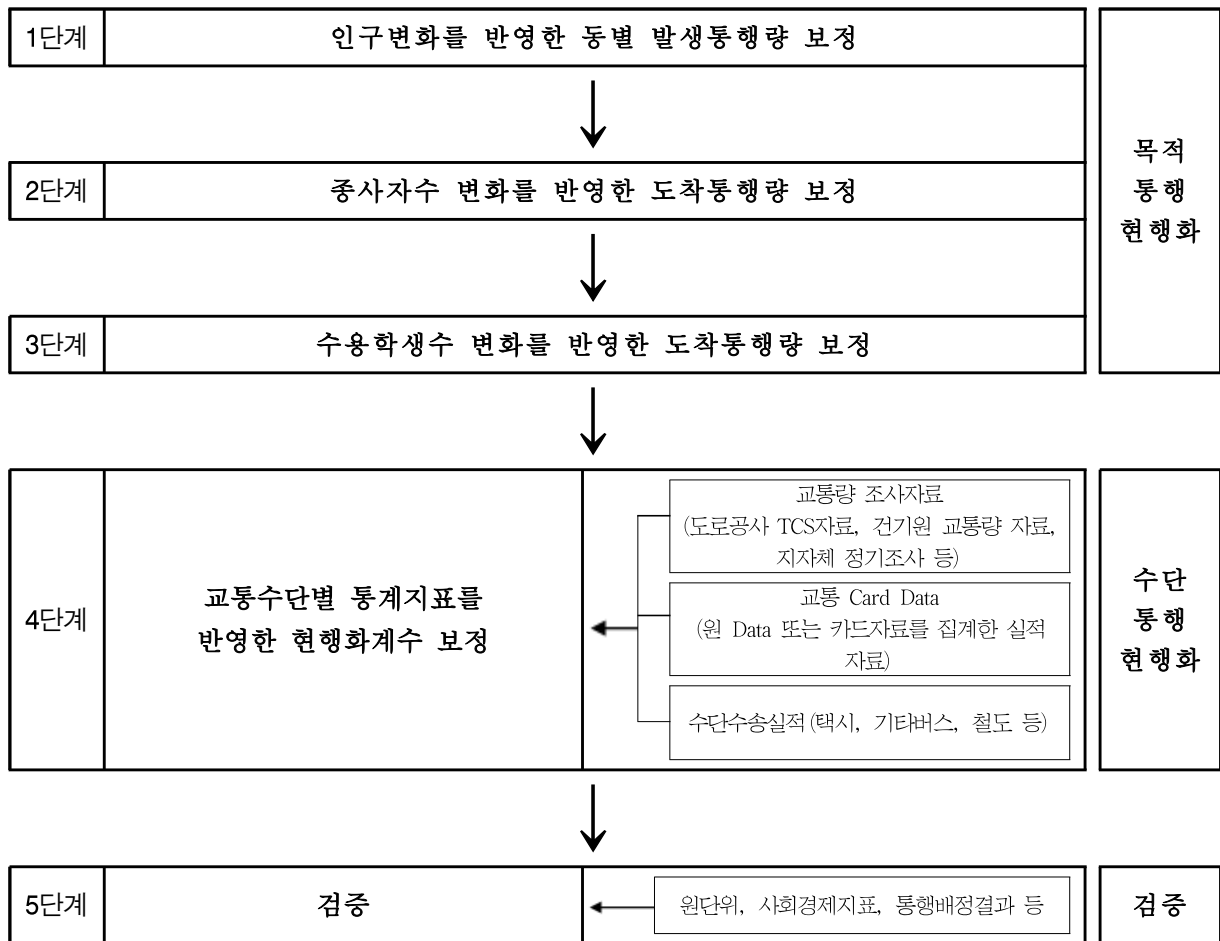 1단계
인구변화를 반영한 동별 발생통행량 보정
2단계
종사자수 변화를 반영한 도착통행량 보정
3단계
수용학생수 변화를 반영한 도착통행량 보정
목적
통행
현행화
4단계
교통수단별 통계지표를
반영한 현행화계수 보정
교통량 조사자료
(도로공사 TCS자료, 건기원 교통량 자료,
지자체 정기조사 등)
교통 Card Data
(원 Data 또는 카드자료를 집계한 실적
자료)
수단수송실적(택시, 기타버스, 철도 등)
수단
통행
현행화
5단계
검증
원단위, 사회경제지표, 통행배정결과 등
검증